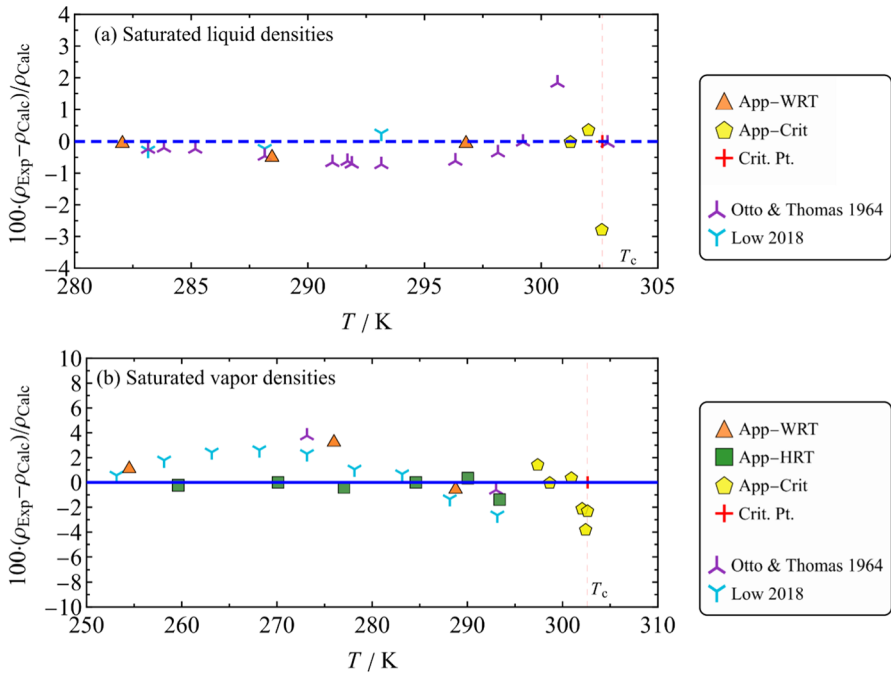 (a) Saturated liquid densities
100·(ρExp−ρCalc)/ρCalc
4
3
2
1
0
−1
−2
−3
−4
280 285 290 295 300 305
Tc
T / K
App−WRT
App−Crit
Crit. Pt.
Otto & Thomas 1964
Low 2018
(b) Saturated vapor densities
100·(ρExp−ρCalc)/ρCalc
10
8
6
4
2
0
−2
−4
−6
−8
−10
250 260 270 280 290 300 310
Tc
T / K
App−WRT
App−HRT
App−Crit
Crit. Pt.
Otto & Thomas 1964
Low 2018